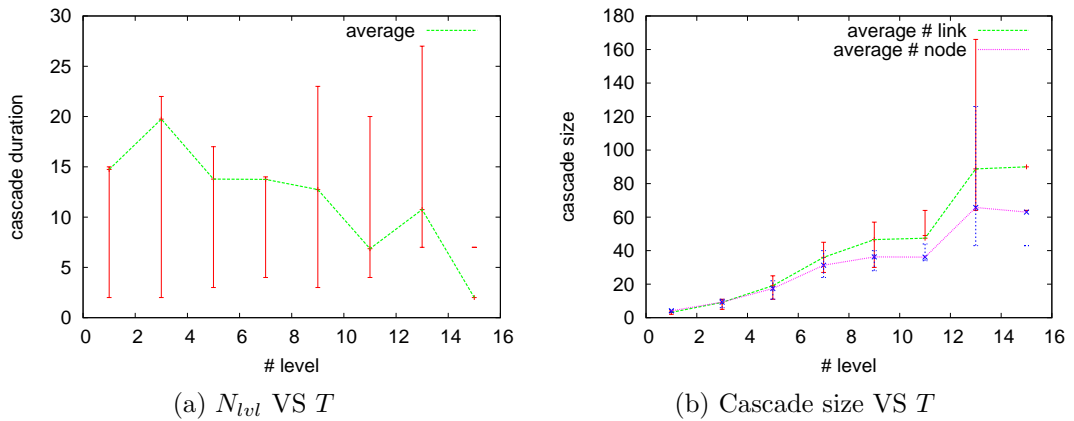 30
25
20
15
10
5
0
cascade duration
average
0 2 4 6 8 10 12 14 16
# level
(a) N_{lvl} VS T
180
160
140
120
100
80
60
40
20
0
cascade size
average # link
average # node
0 2 4 6 8 10 12 14 16
# level
(b) Cascade size VS T